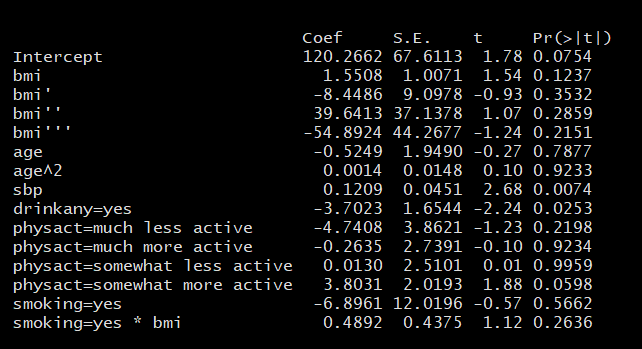 Coef S.E. t Pr(>|t|)
Intercept 120.2662 67.6113 1.78 0.0754
bmi 1.5508 1.0071 1.54 0.1237
bmi' -8.4486 9.0978 -0.93 0.3532
bmi'' 39.6413 37.1378 1.07 0.2859
bmi''' -54.8924 44.2677 -1.24 0.2151
age -0.5249 1.9490 -0.27 0.7877
age^2 0.0014 0.0148 0.10 0.9233
sbp 0.1209 0.0451 2.68 0.0074
drinkany=yes -3.7023 1.6544 -2.24 0.0253
physact=much less active -4.7408 3.8621 -1.23 0.2198
physact=much more active -0.2635 2.7391 -0.10 0.9234
physact=somewhat less active 0.0130 2.5101 0.01 0.9959
physact=somewhat more active 3.8031 2.0193 1.88 0.0598
smoking=yes -6.8961 12.0196 -0.57 0.5662
smoking=yes * bmi 0.4892 0.4375 1.12 0.2636